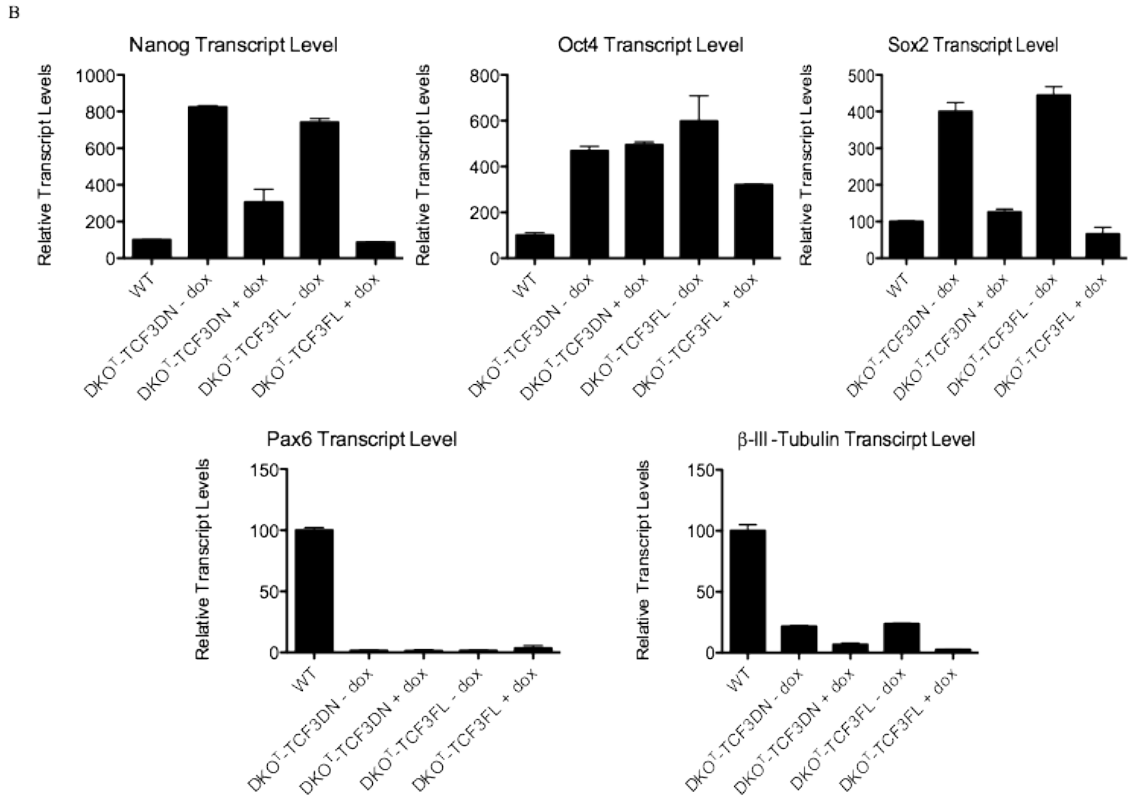 B
Nanog Transcript Level
Relative Transcript Levels
1000
800
600
400
200
0
WT
DKOᵀ-TCF3DN - dox
DKOᵀ-TCF3DN + dox
DKOᵀ-TCF3FL - dox
DKOᵀ-TCF3FL + dox
Oct4 Transcript Level
Relative Transcript Levels
800
600
400
200
0
WT
DKOᵀ-TCF3DN - dox
DKOᵀ-TCF3DN + dox
DKOᵀ-TCF3FL - dox
DKOᵀ-TCF3FL + dox
Sox2 Transcript Level
Relative Transcript Levels
500
400
300
200
100
0
WT
DKOᵀ-TCF3DN - dox
DKOᵀ-TCF3DN + dox
DKOᵀ-TCF3FL - dox
DKOᵀ-TCF3FL + dox
Pax6 Transcript Level
Relative Transcript Levels
150
100
50
0
WT
DKOᵀ-TCF3DN - dox
DKOᵀ-TCF3DN + dox
DKOᵀ-TCF3FL - dox
DKOᵀ-TCF3FL + dox
β-III -Tubulin Transcirpt Level
Relative Transcript Levels
150
100
50
0
WT
DKOᵀ-TCF3DN - dox
DKOᵀ-TCF3DN + dox
DKOᵀ-TCF3FL - dox
DKOᵀ-TCF3FL + dox